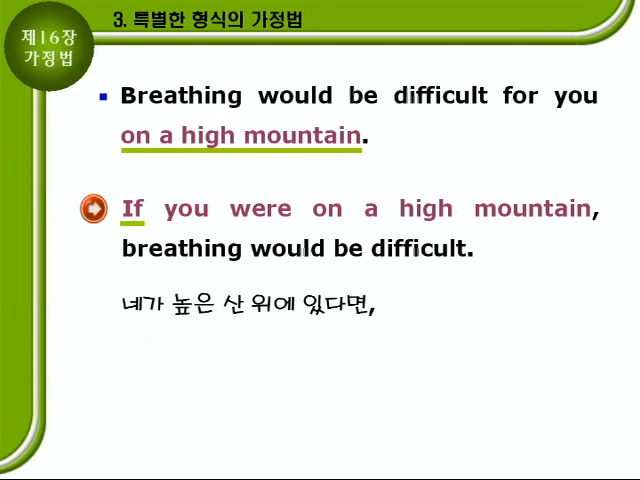 3. 특별한 형식의 가정법
제16장
가정법
Breathing would be difficult for you
on a high mountain.
If you were on a high mountain,
breathing would be difficult.
네가 높은 산 위에 있다면,